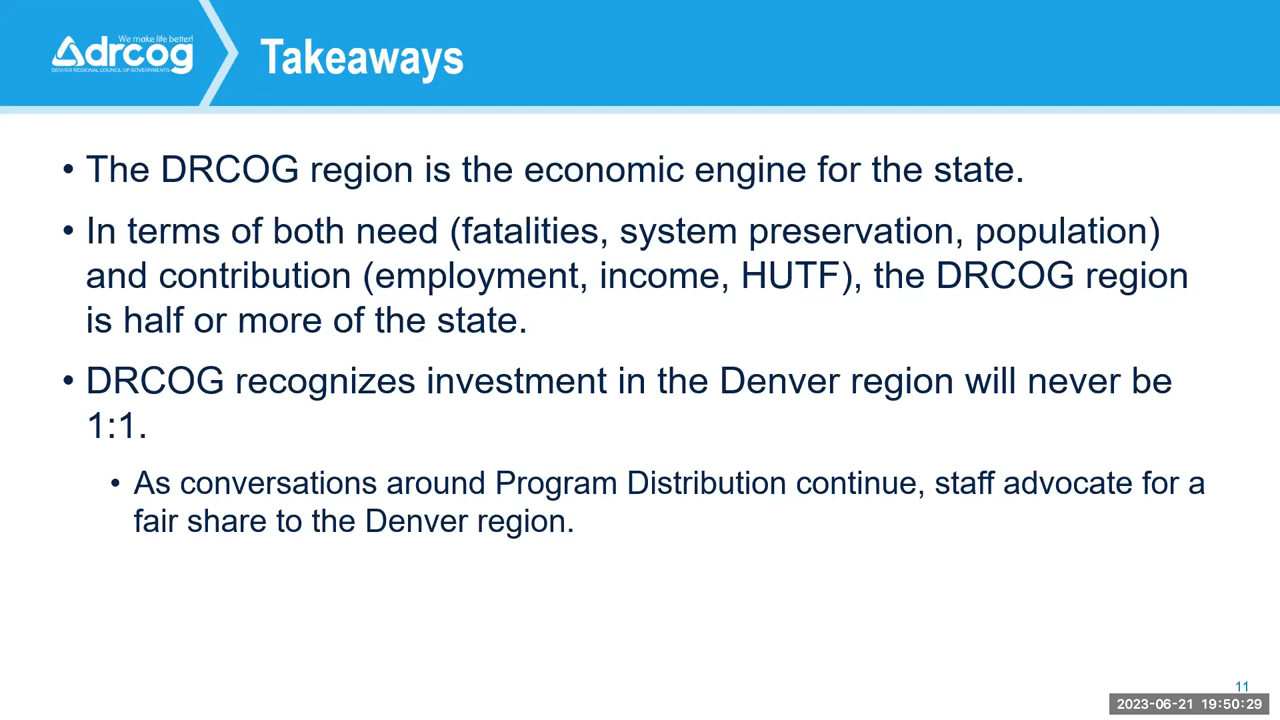 We make life better!
drcog
DENVER REGIONAL COUNCIL OF GOVERNMENTS
Takeaways
• The DRCOG region is the economic engine for the state.
• In terms of both need (fatalities, system preservation, population)
and contribution (employment, income, HUTF), the DRCOG region
is half or more of the state.
• DRCOG recognizes investment in the Denver region will never be
1:1.
• As conversations around Program Distribution continue, staff advocate for a
fair share to the Denver region.
11
2023-06-21 19:50:29